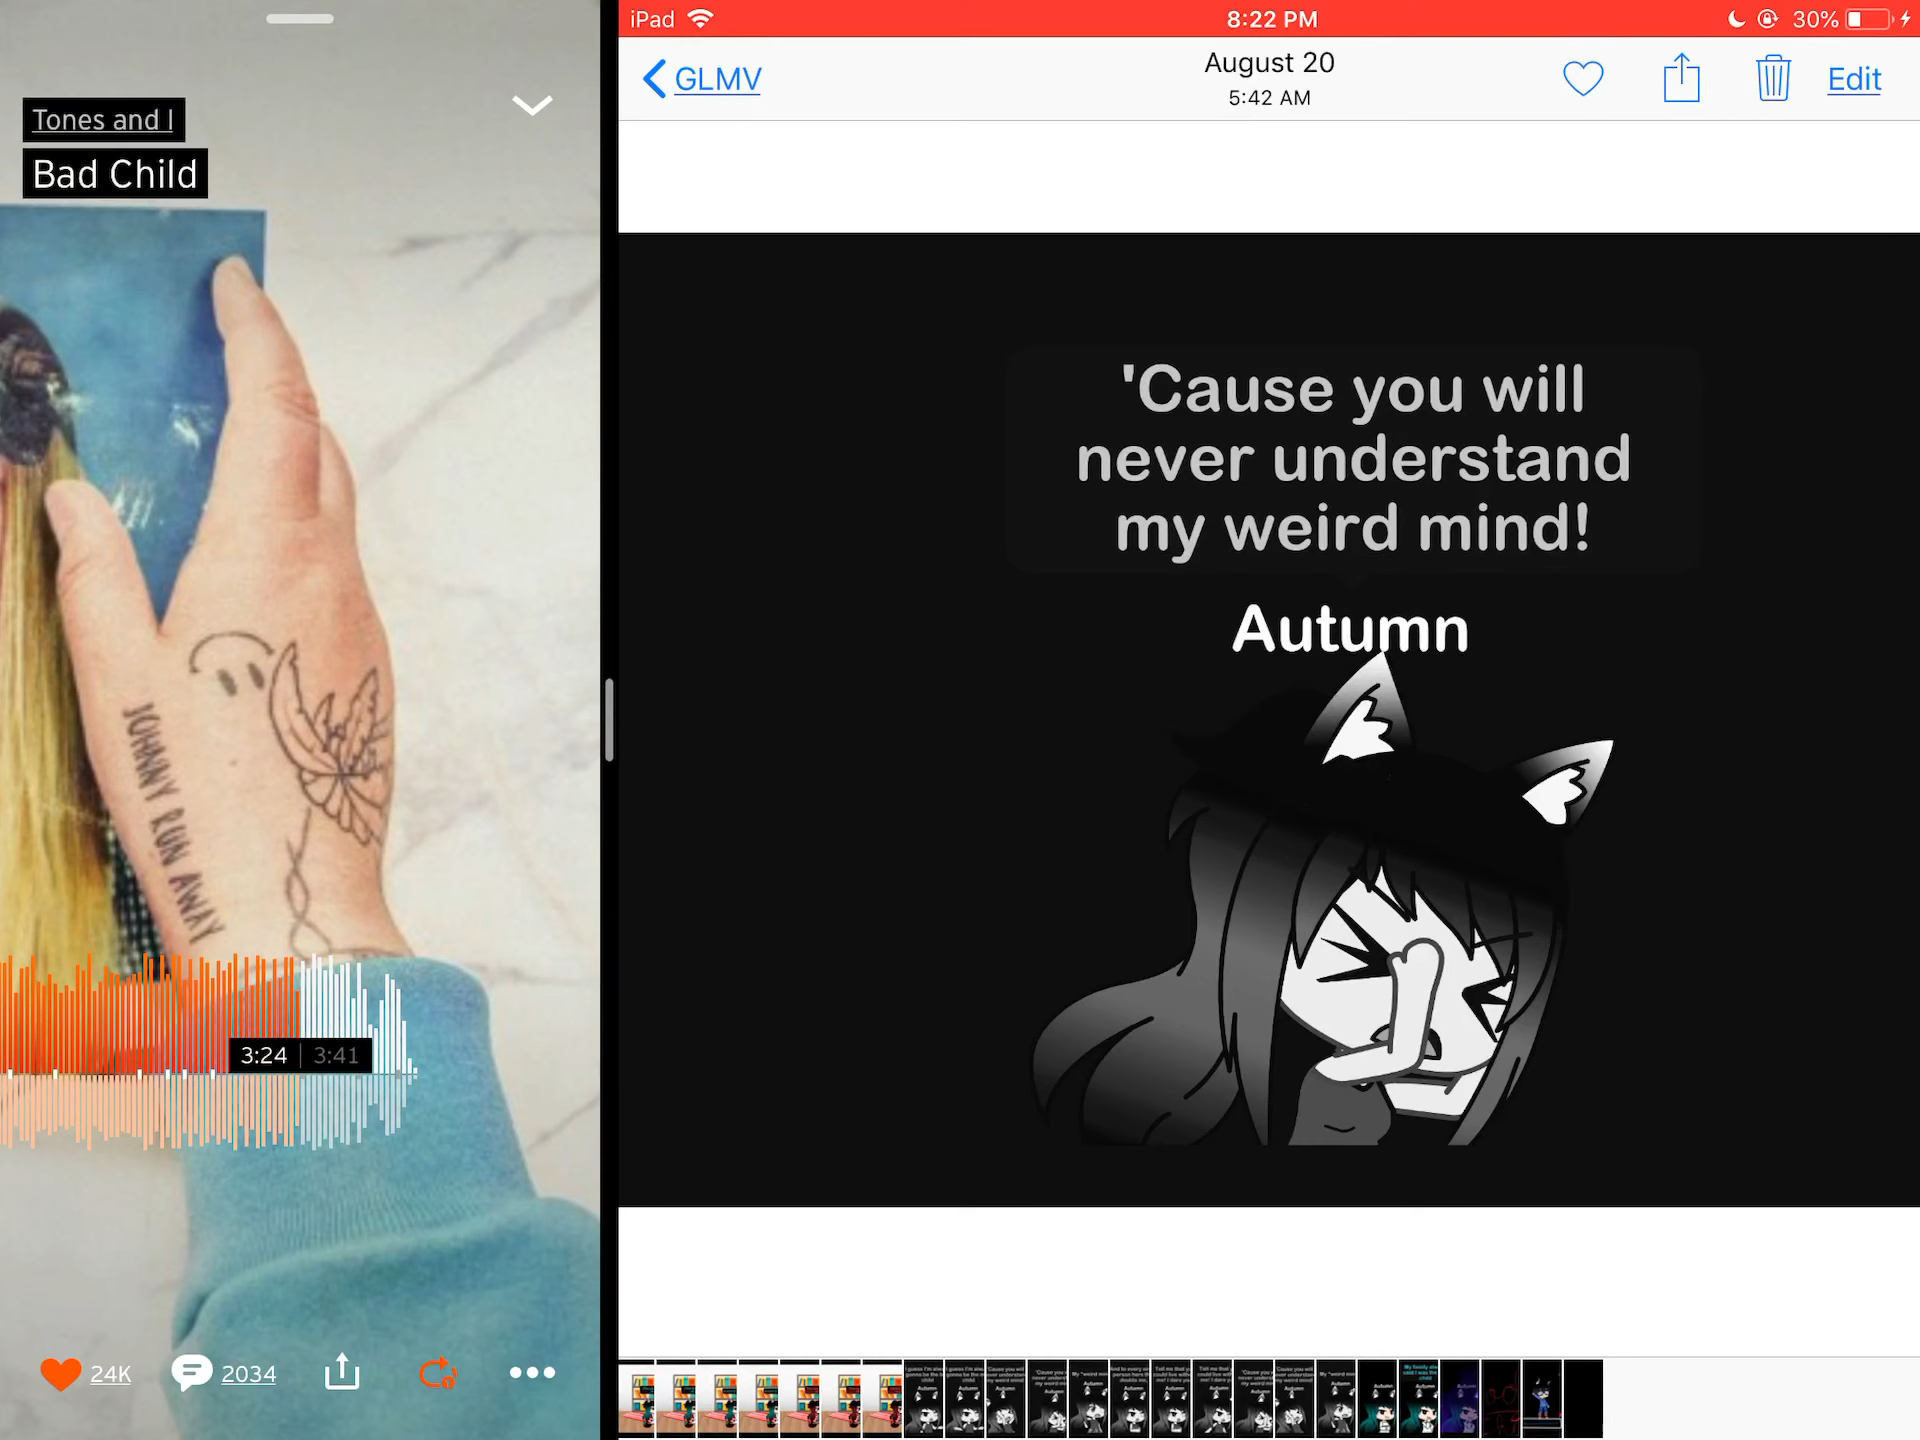 Tones and I
Bad Child
JOHNNY RUN AWAY
3:24 | 3:41
24K
2034
iPad
8:22 PM
30%
GLMV
August 20
5:42 AM
Edit
'Cause you will
never understand
my weird mind!
Autumn